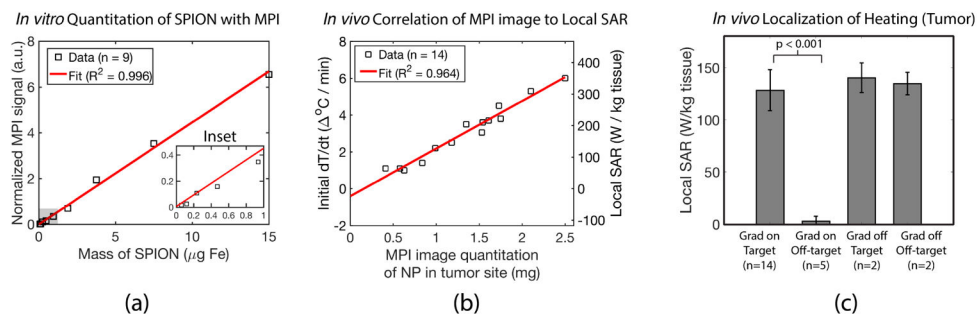 In vitro Quantitation of SPION with MPI
Normalized MPI signal (a.u.)
8
6
4
2
0
Data (n = 9)
Fit (R² = 0.996)
Inset
0.4
0.2
0
0 0.2 0.4 0.6 0.8 1
0 5 10 15
Mass of SPION (μg Fe)
(a)
In vivo Correlation of MPI image to Local SAR
Initial dT/dt (Δ°C / min)
8
6
4
2
0
-2
Data (n = 14)
Fit (R² = 0.964)
400
300
200
100
0
-100
Local SAR (W / kg tissue)
0 0.5 1 1.5 2 2.5
MPI image quantitation
of NP in tumor site (mg)
(b)
In vivo Localization of Heating (Tumor)
Local SAR (W/kg tissue)
150
100
50
0
p < 0.001
Grad on
Target
(n=14)
Grad on
Off-target
(n=5)
Grad off
Target
(n=2)
Grad off
Off-target
(n=2)
(c)